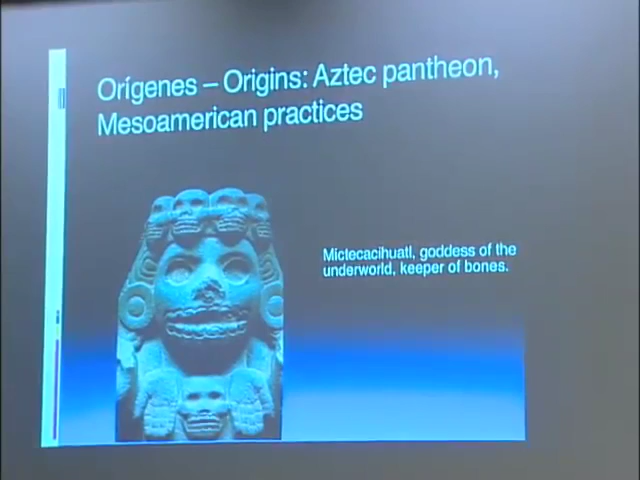 Orígenes – Origins: Aztec pantheon,
Mesoamerican practices
Mictecacihuatl, goddess of the
underworld, keeper of bones.